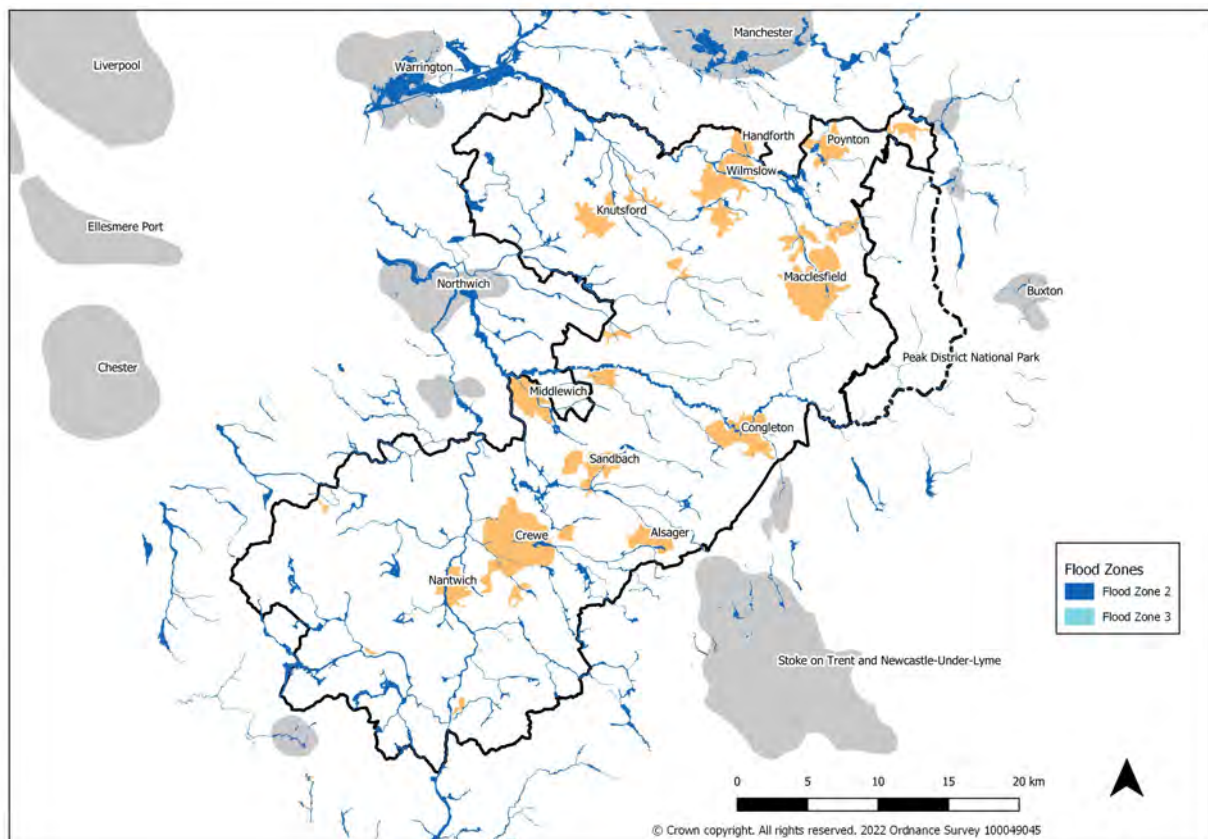 Manchester
Liverpool
Warrington
Handforth
Poynton
Wilmslow
Knutsford
Ellesmere Port
Macclesfield
Northwich
Buxton
Chester
Peak District National Park
Middlewich
Congleton
Sandbach
Crewe
Alsager
Nantwich
Flood Zones
Flood Zone 2
Flood Zone 3
Stoke on Trent and Newcastle-Under-Lyme
0 5 10 15 20 km
© Crown copyright. All rights reserved. 2022 Ordnance Survey 100049045